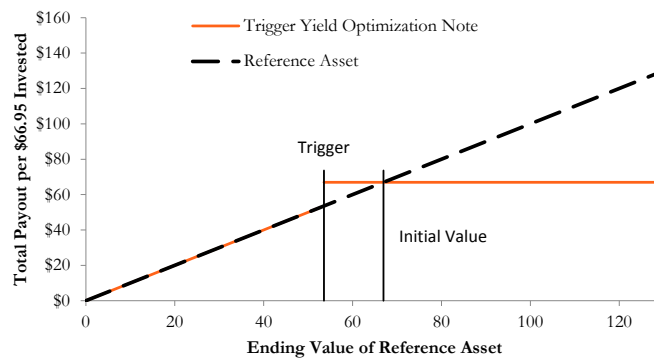 $160
$140
$120
$100
$80
$60
$40
$20
$0
Total Payout per $66.95 Invested
Trigger Yield Optimization Note
Reference Asset
Trigger
Initial Value
0 20 40 60 80 100 120
Ending Value of Reference Asset